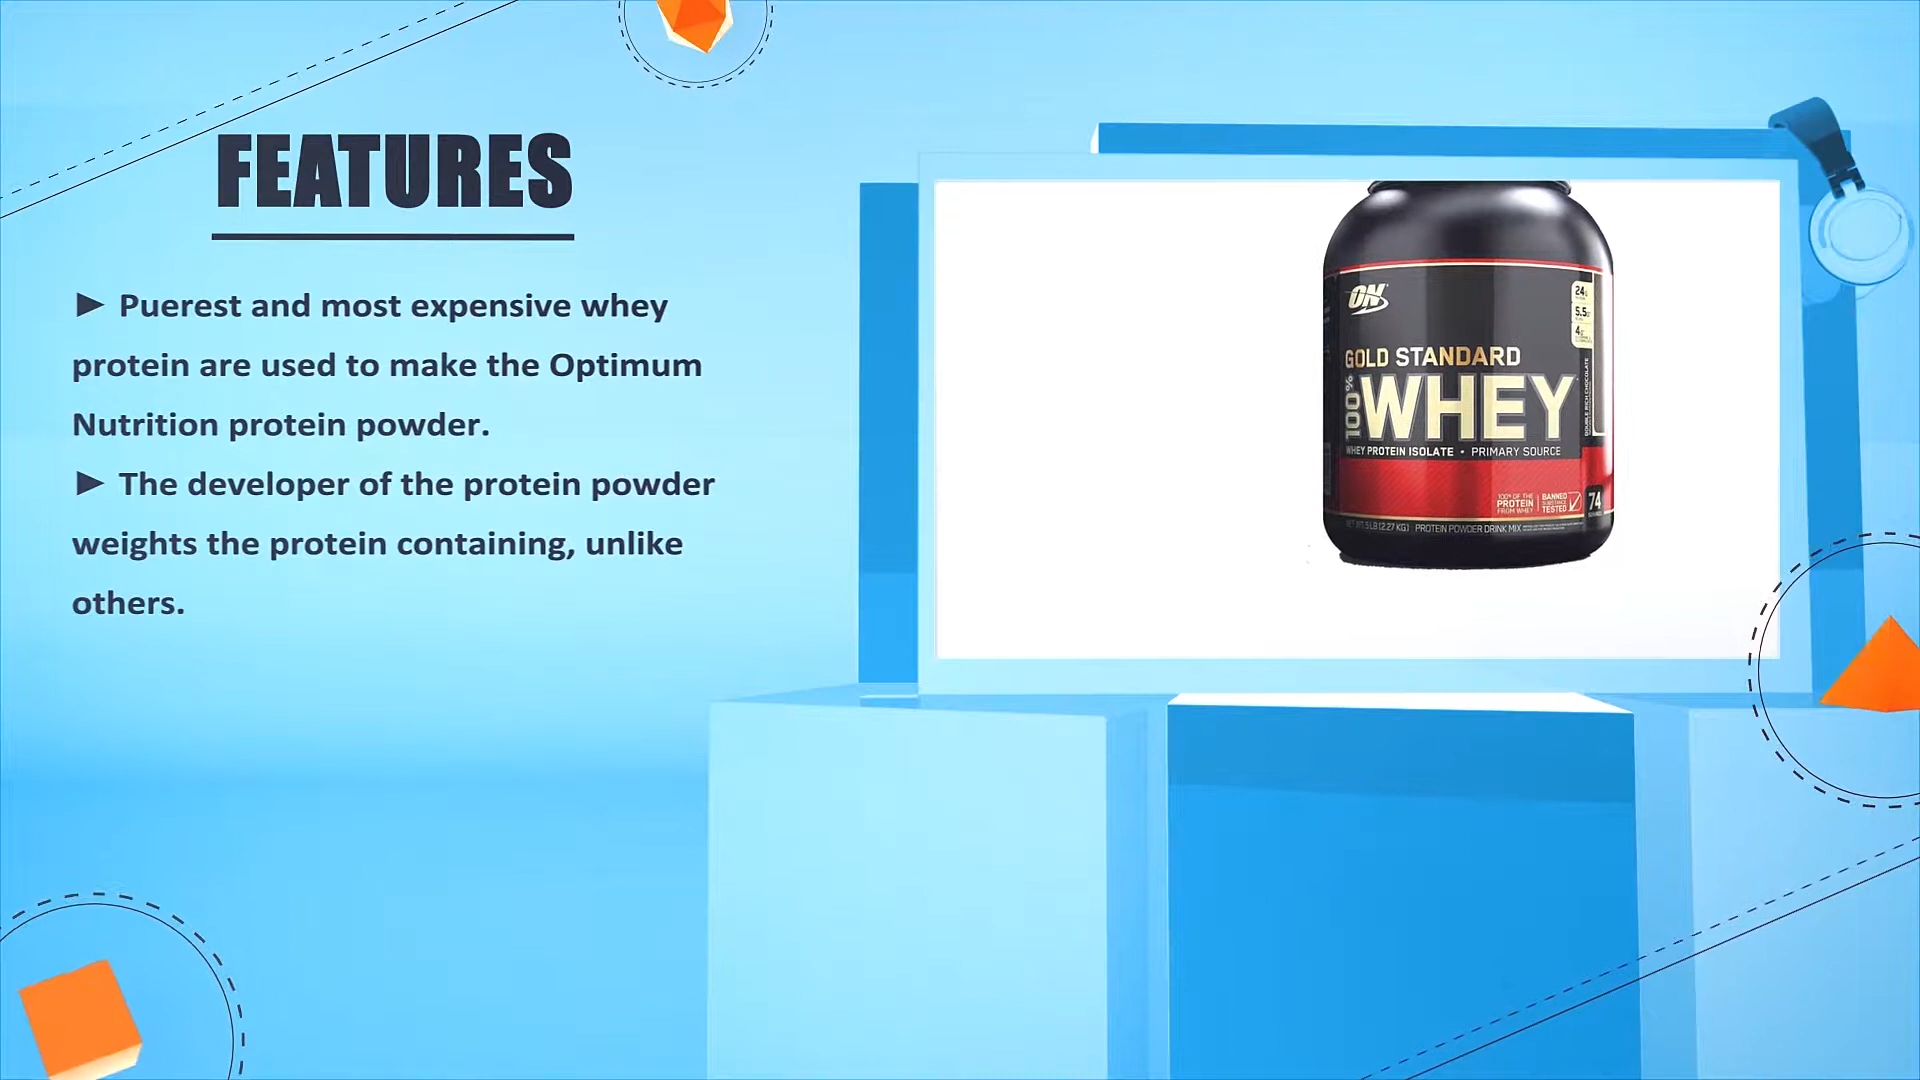 FEATURES
► Puerest and most expensive whey
protein are used to make the Optimum
Nutrition protein powder.
► The developer of the protein powder
weights the protein containing, unlike
others.
ON
24g
5.5g
4g
GOLD STANDARD
100% WHEY
DOUBLE RICH CHOCOLATE
WHEY PROTEIN ISOLATE • PRIMARY SOURCE
100% OF THE
PROTEIN
FROM WHEY
BANNED
SUBSTANCE
TESTED
74
NET WT. 5 LB (2.27 KG) PROTEIN POWDER DRINK MIX